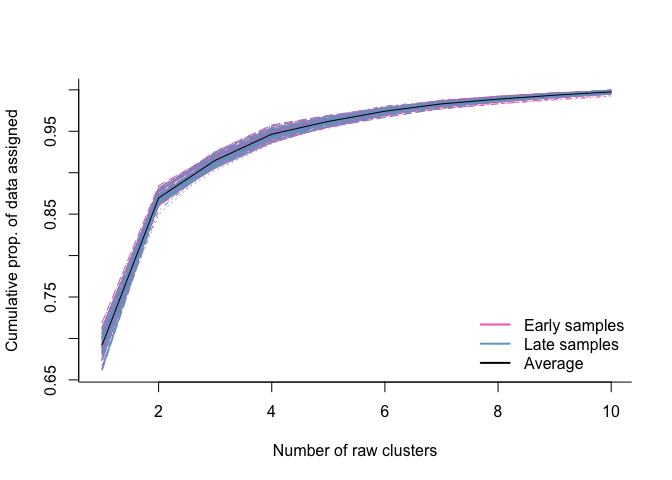 Cumulative prop. of data assigned
0.95
0.85
0.75
0.65
Early samples
Late samples
Average
2 4 6 8 10
Number of raw clusters